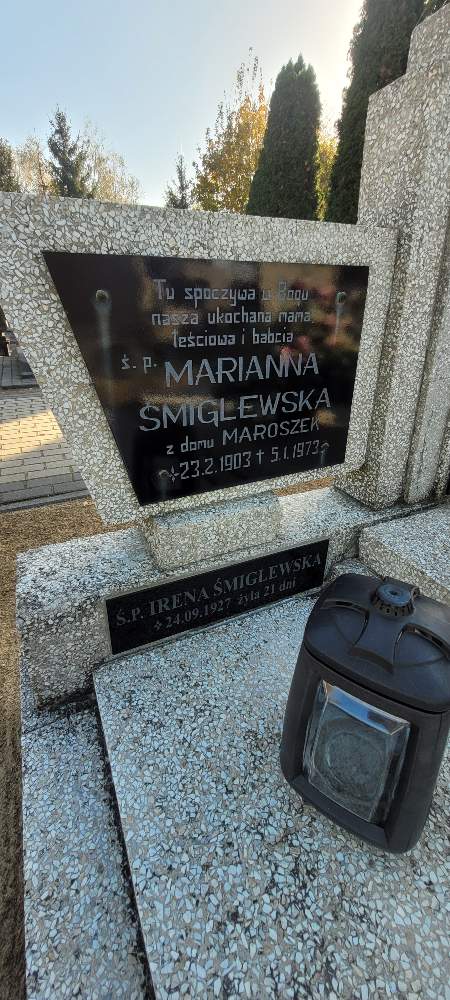 Tu spoczywa w Bogu
nasza ukochana mama
teściowa i babcia
ś. p. MARIANNA
ŚMIGLEWSKA
z domu MAROSZEK
✧23.2.1903 † 5.1.1973
Ś.P. IRENA ŚMIGLEWSKA
✧24.09.1927 żyła 21 dni